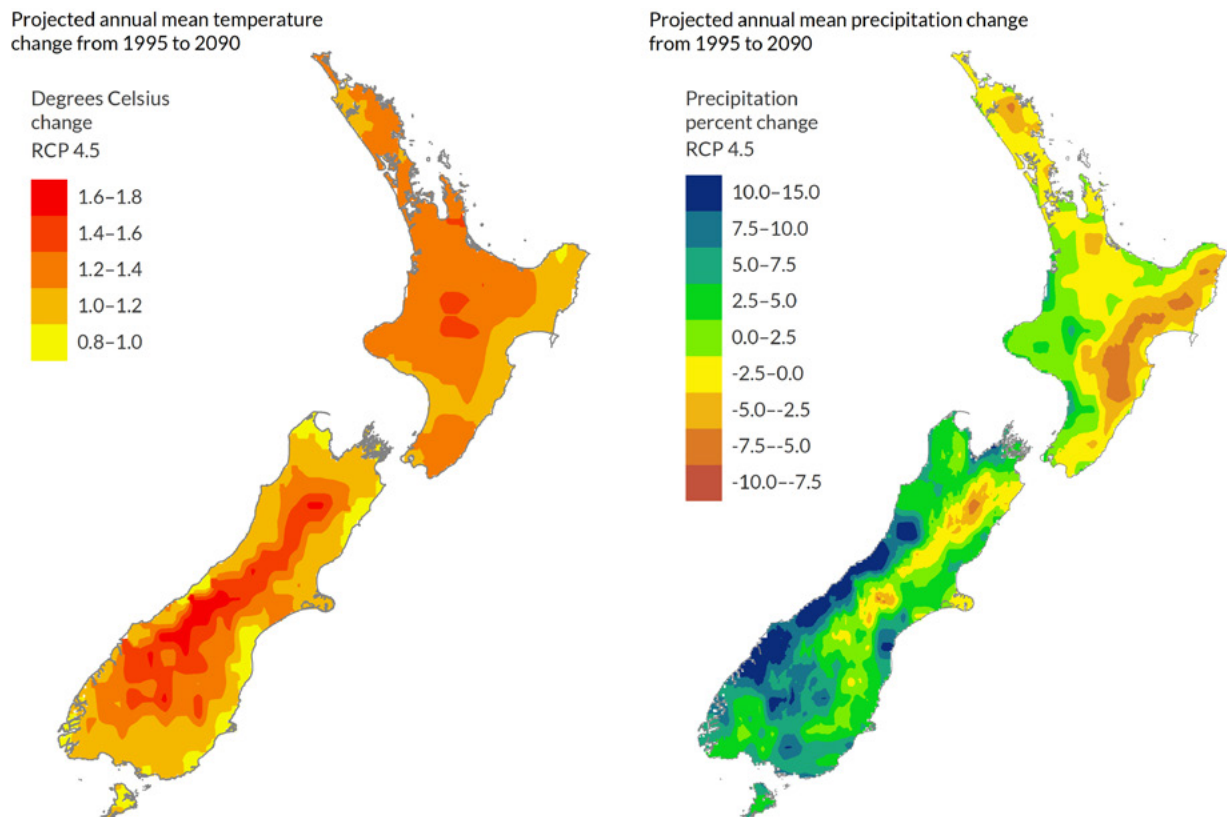 Projected annual mean temperature
change from 1995 to 2090
Degrees Celsius
change
RCP 4.5
1.6–1.8
1.4–1.6
1.2–1.4
1.0–1.2
0.8–1.0
Projected annual mean precipitation change
from 1995 to 2090
Precipitation
percent change
RCP 4.5
10.0–15.0
7.5–10.0
5.0–7.5
2.5–5.0
0.0–2.5
-2.5–0.0
-5.0–-2.5
-7.5–-5.0
-10.0–-7.5